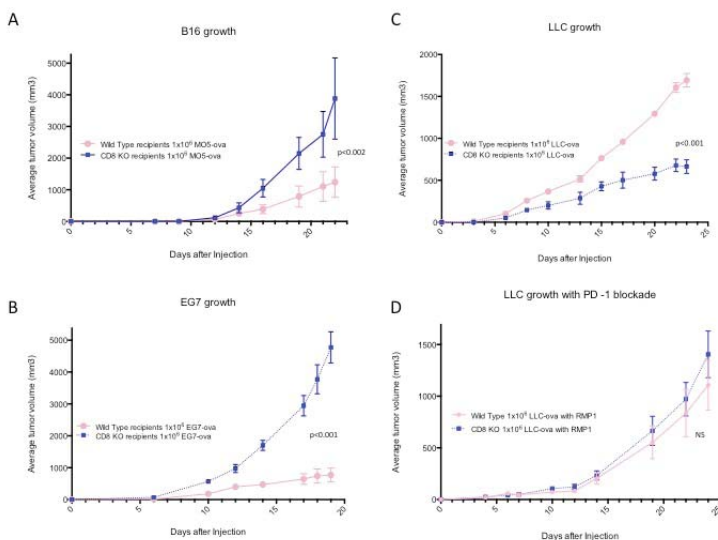 A
B16 growth
5000
4000
3000
2000
1000
0
Average tumor volume (mm3)
Wild Type recipients 1x10⁶ MO5-ova
CD8 KO recipients 1x10⁶ MO5-ova
p<0.002
0 5 10 15 20
Days after Injection
C
LLC growth
2000
1500
1000
500
0
Average tumor volume (mm3)
Wild Type recipients 1x10⁶ LLC-ova
CD8 KO recipients 1x10⁶ LLC-ova
p<0.001
0 5 10 15 20 25
Days after Injection
B
EG7 growth
5000
4000
3000
2000
1000
0
Average tumor volume (mm3)
Wild Type recipients 1x10⁶ EG7-ova
CD8 KO recipients 1x10⁶ EG7-ova
p<0.001
0 5 10 15 20
Days after Injection
D
LLC growth with PD -1 blockade
1500
1000
500
0
Average tumor volume (mm3)
Wild Type 1x10⁶ LLC-ova with RMP1
CD8 KO 1x10⁶ LLC-ova with RMP1
NS
0 5 10 15 20 25
Days after Injection